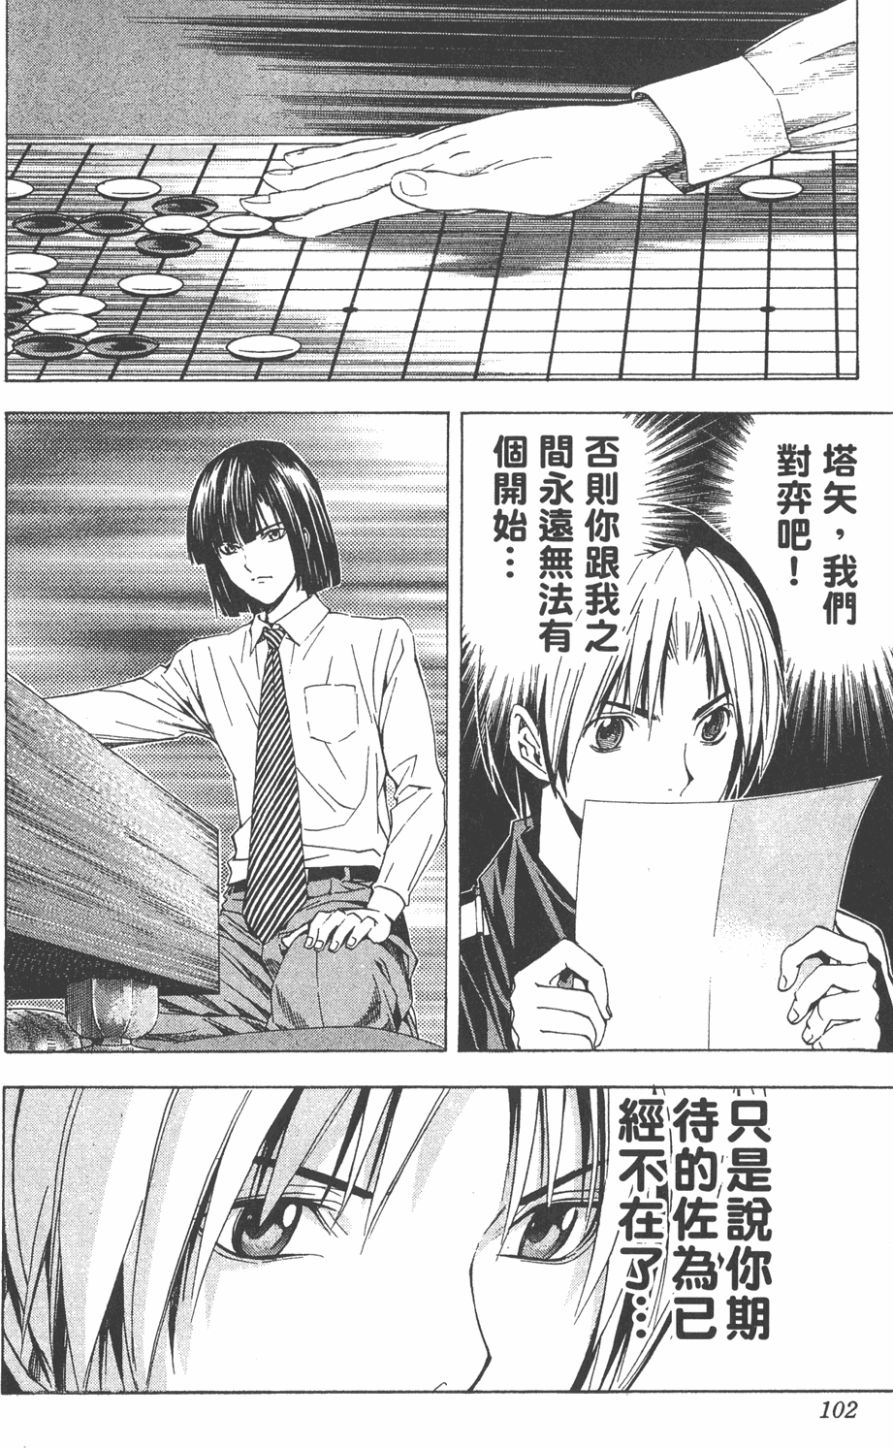 塔矢，我們
對弈吧！
否則你跟我之
間永遠無法有
個開始…
只是說你期
待的佐為已
經不在了…
102